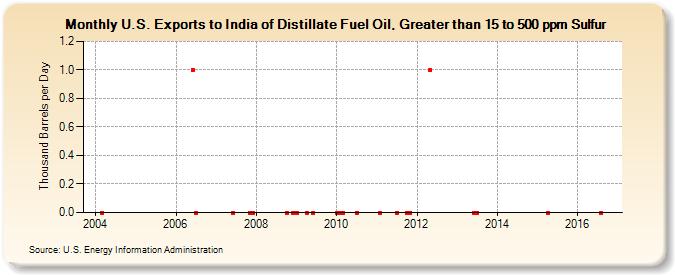 Monthly U.S. Exports to India of Distillate Fuel Oil, Greater than 15 to 500 ppm Sulfur
Thousand Barrels per Day
1.2
1.0
0.8
0.6
0.4
0.2
0.0
2004 2006 2008 2010 2012 2014 2016
Source: U.S. Energy Information Administration